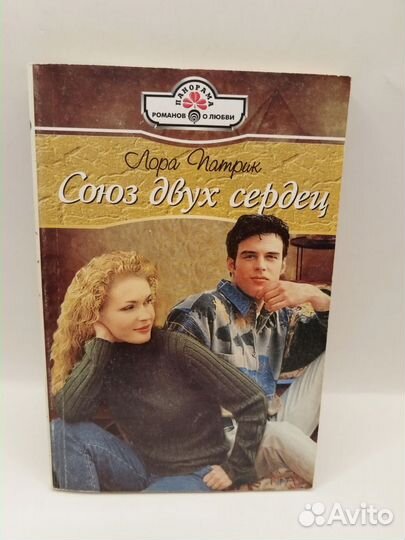 ПАНОРАМА
РОМАНОВ О ЛЮБВИ
Лора Патрик
Союз двух сердец
Avito